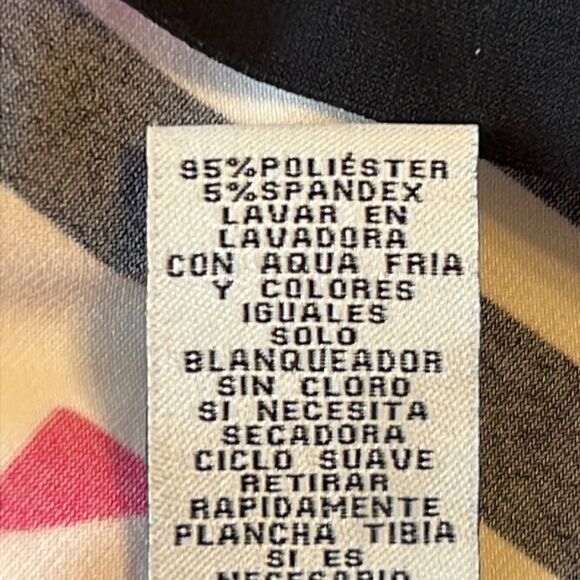 95%POLIÉSTER
5%SPANDEX
LAVAR EN
LAVADORA
CON AQUA FRIA
Y COLORES
IGUALES
SOLO
BLANQUEADOR
SIN CLORO
SI NECESITA
SECADORA
CICLO SUAVE
RETIRAR
RAPIDAMENTE
PLANCHA TIBIA
SI ES
NECESARIO